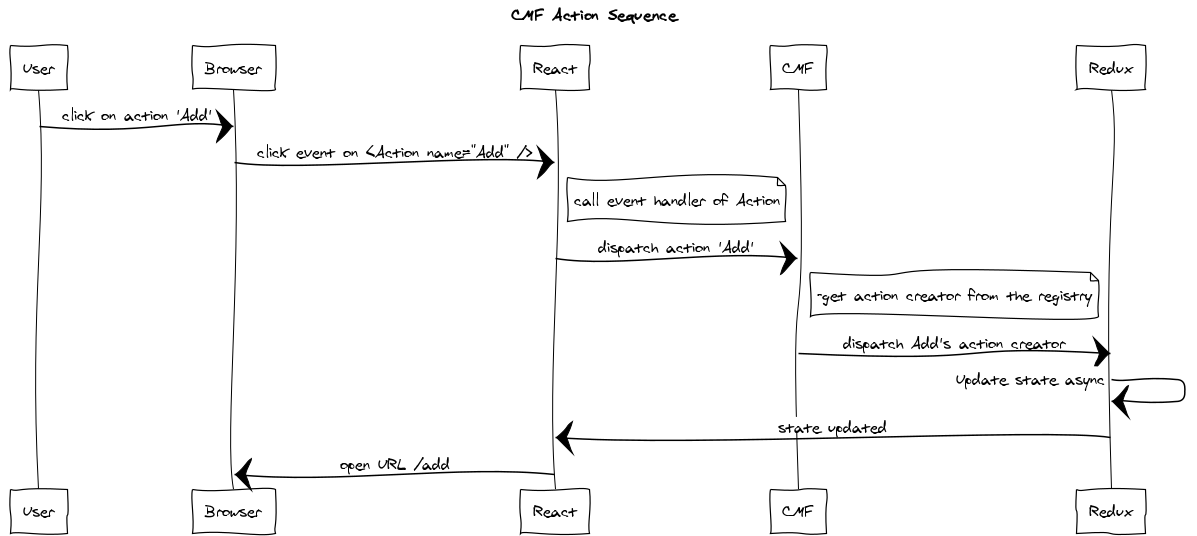 CMF Action Sequence
User
Browser
React
CMF
Redux
click on action 'Add'
click event on <Action name="Add" />
call event handler of Action
dispatch action 'Add'
-get action creator from the registry
dispatch Add's action creator
Update state async
state updated
open URL /add
User
Browser
React
CMF
Redux